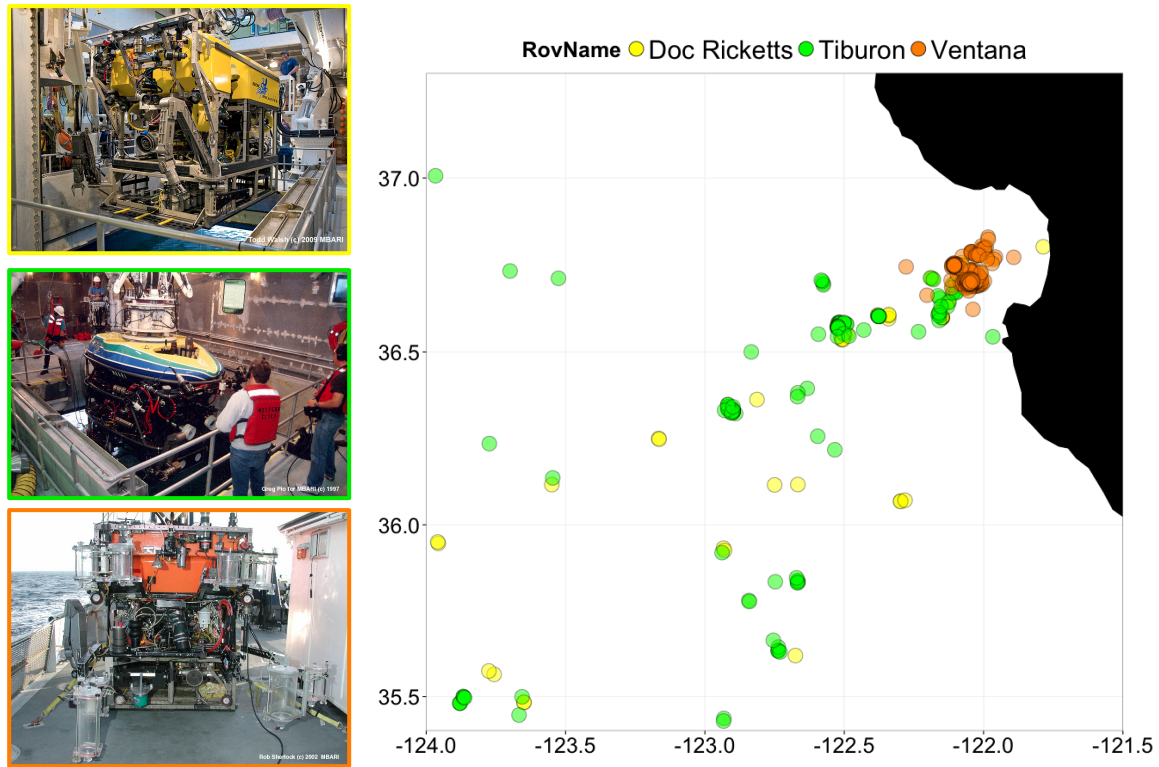 RovName Doc Ricketts Tiburon Ventana
Todd Walsh (c) 2009 MBARI
Greg Pio for MBARI (c) 1997
Rob Sherlock (c) 2002 MBARI
37.0
36.5
36.0
35.5
-124.0 -123.5 -123.0 -122.5 -122.0 -121.5